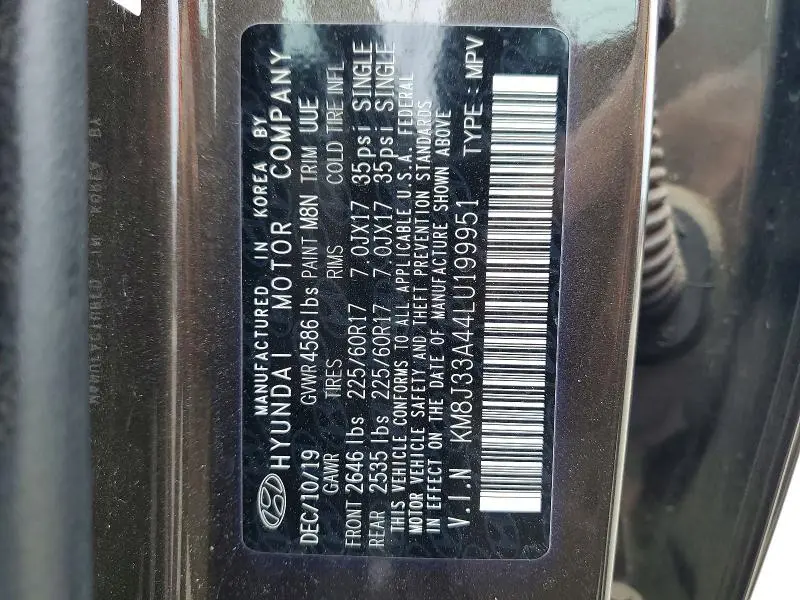 MANUFACTURED IN KOREA BY
HYUNDAI MOTOR COMPANY
DEC/10/19 GVWR 4586lbs PAINT M8N TRIM UUE
GAWR TIRES RIMS COLD TIRE INFL
FRONT 2646 lbs 225/60R17 7.0JX17 35psi SINGLE
REAR 2535 lbs 225/60R17 7.0JX17 35psi SINGLE
THIS VEHICLE CONFORMS TO ALL APPLICABLE U.S.A. FEDERAL
MOTOR VEHICLE SAFETY AND THEFT PREVENTION STANDARDS
IN EFFECT ON THE DATE OF MANUFACTURE SHOWN ABOVE
V.I.N KM8J33A44LU199951 TYPE : MPV